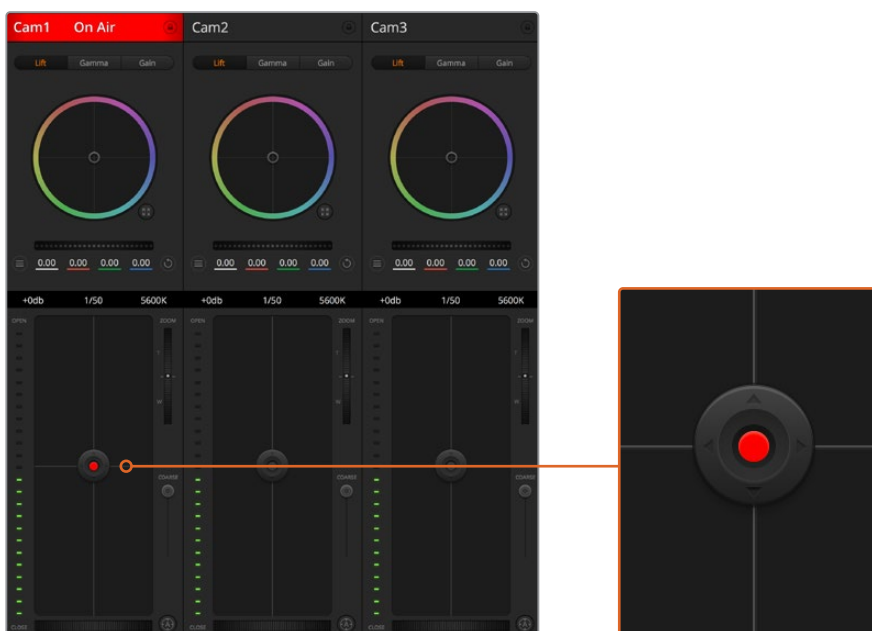 Cam1 On Air Cam2 Cam3
Lift Gamma Gain Lift Gamma Gain Lift Gamma Gain
0.00 0.00 0.00 0.00 0.00 0.00 0.00 0.00 0.00 0.00 0.00 0.00
+0db 1/50 5600K +0db 1/50 5600K +0db 1/50 5600K
OPEN ZOOM OPEN ZOOM OPEN ZOOM
T T T
W W W
COARSE COARSE COARSE
CLOSE CLOSE CLOSE